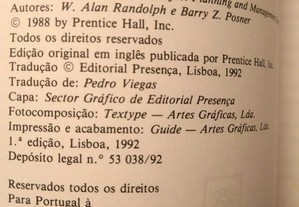 Planning and Management
Autores: W. Alan Randolph e Barry Z. Posner
© 1988 by Prentice Hall, Inc.
Todos os direitos reservados
Edição original em inglês publicada por Prentice Hall, Inc.
Tradução © Editorial Presença, Lisboa, 1992
Tradução de: Pedro Viegas
Capa: Sector Gráfico de Editorial Presença
Fotocomposição: Textype — Artes Gráficas, Lda.
Impressão e acabamento: Guide — Artes Gráficas, Lda.
1.ª edição, Lisboa, 1992
Depósito legal n.º 53 038/92
Reservados todos os direitos
Para Portugal à